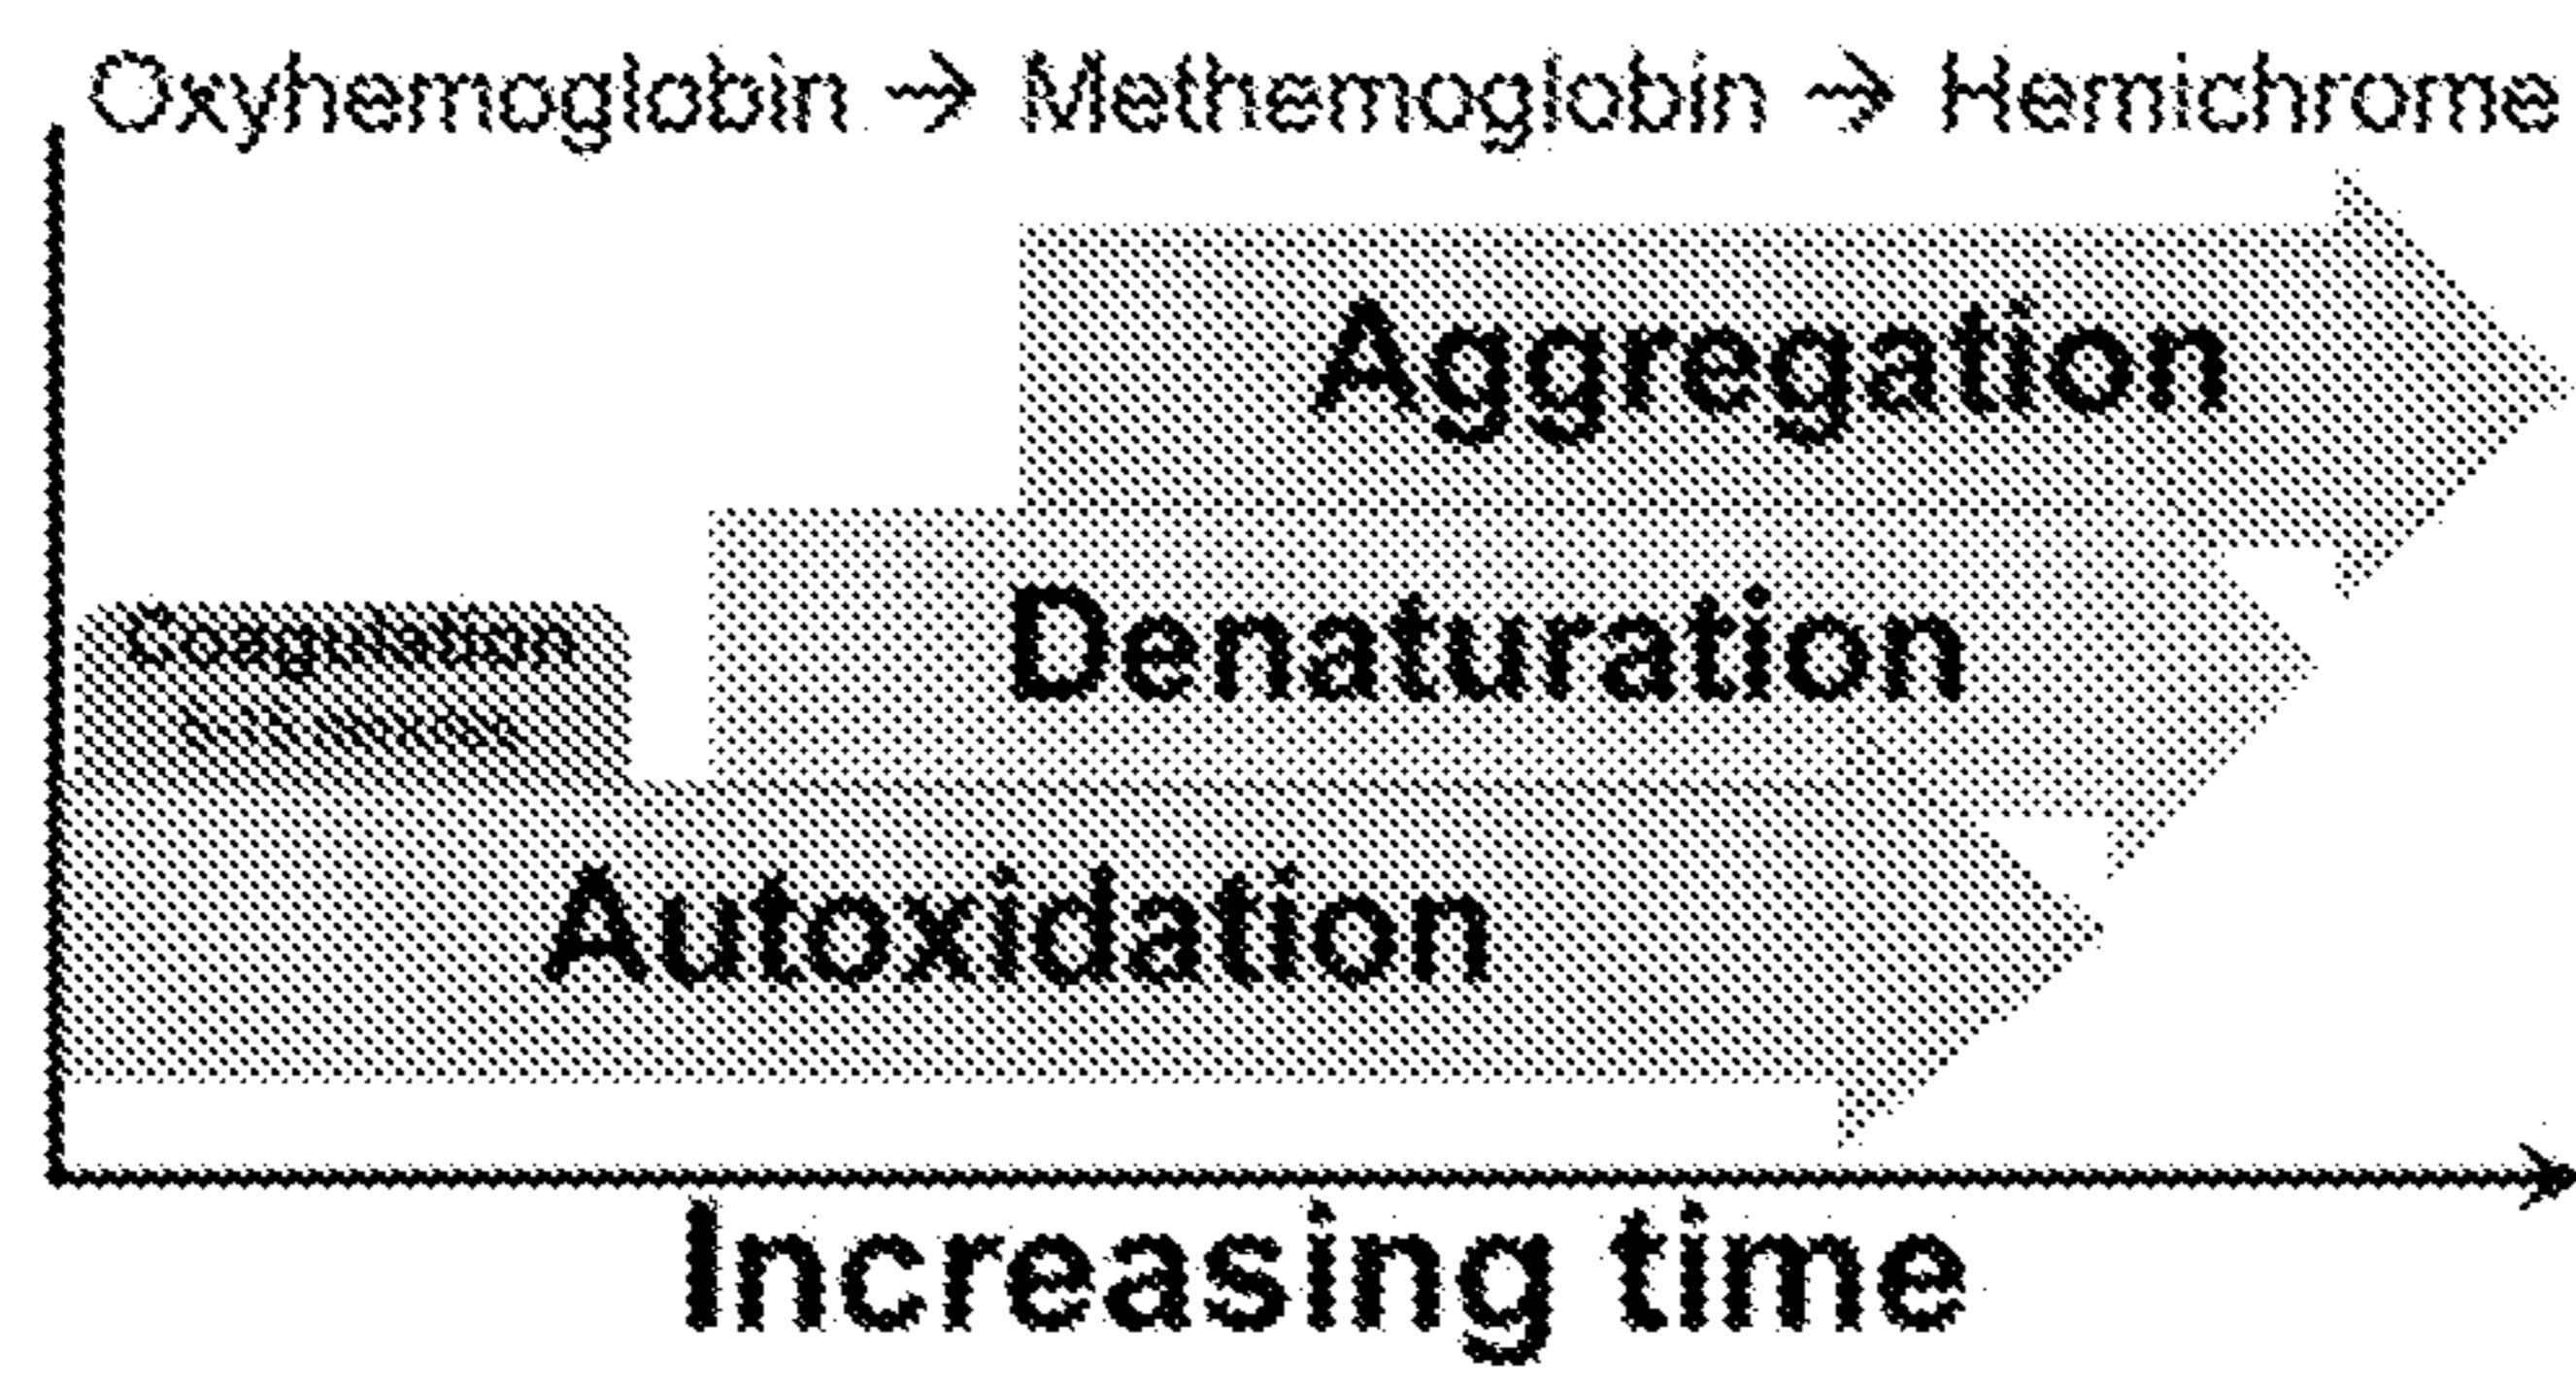 Oxyhemoglobin → Methemoglobin → Hemichrome
Aggregation
Coagulation
Denaturation
Autoxidation
Increasing time